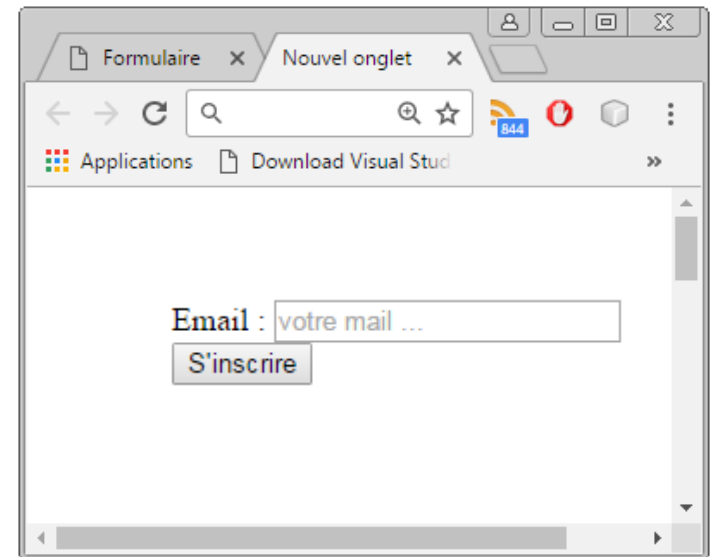 Formulaire Nouvel onglet
844
Applications Download Visual Stud
Email : votre mail ...
S'inscrire